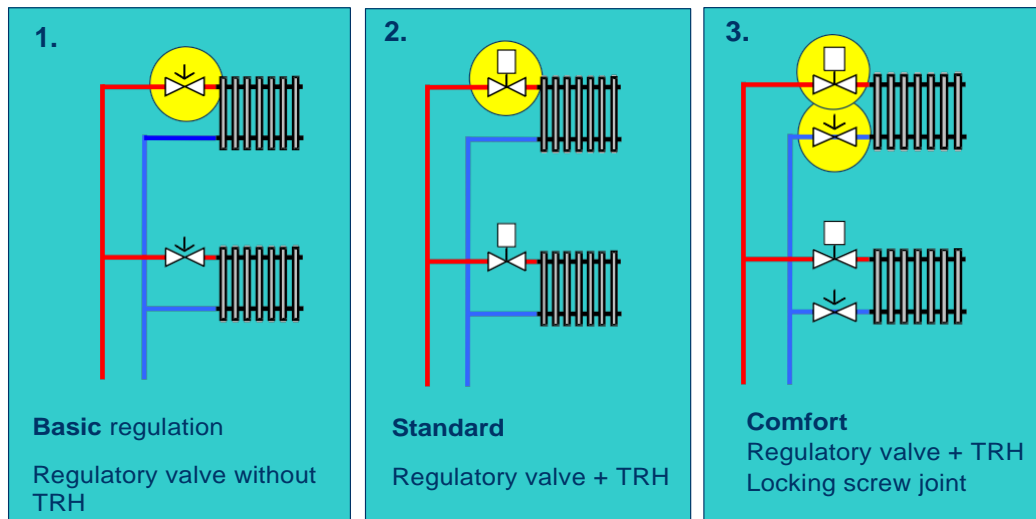 1.
Basic regulation
Regulatory valve without
TRH
2.
Standard
Regulatory valve + TRH
3.
Comfort
Regulatory valve + TRH
Locking screw joint